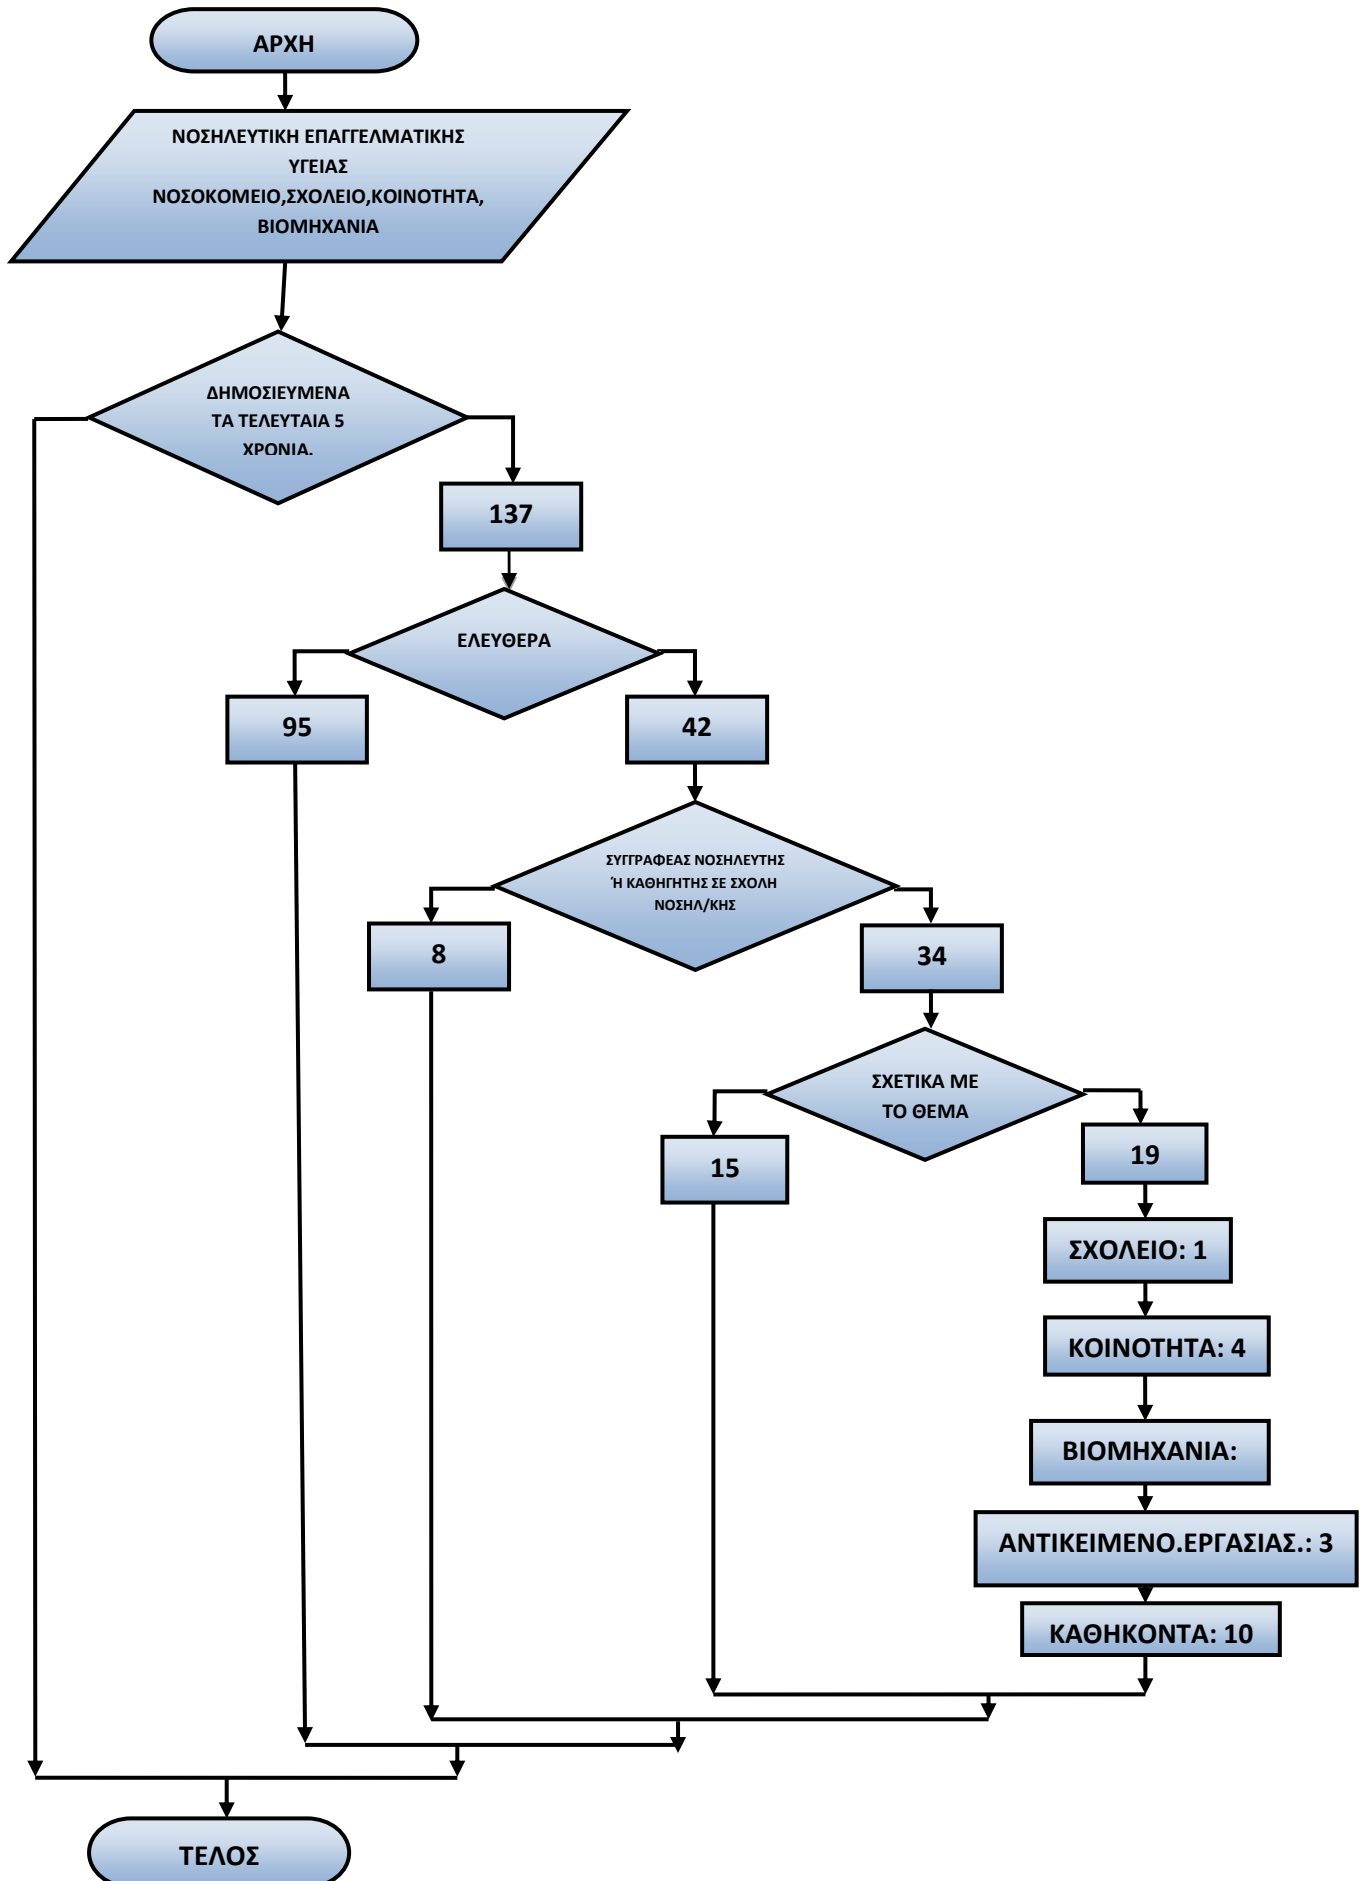 ΑΡΧΗ
ΝΟΣΗΛΕΥΤΙΚΗ ΕΠΑΓΓΕΛΜΑΤΙΚΗΣ
ΥΓΕΙΑΣ
ΝΟΣΟΚΟΜΕΙΟ,ΣΧΟΛΕΙΟ,ΚΟΙΝΟΤΗΤΑ,
ΒΙΟΜΗΧΑΝΙΑ
ΔΗΜΟΣΙΕΥΜΕΝΑ
ΤΑ ΤΕΛΕΥΤΑΙΑ 5
ΧΡΟΝΙΑ.
137
ΕΛΕΥΘΕΡΑ
95
42
ΣΥΓΓΡΑΦΕΑΣ ΝΟΣΗΛΕΥΤΗΣ
Ή ΚΑΘΗΓΗΤΗΣ ΣΕ ΣΧΟΛΗ
ΝΟΣΗΛ/ΚΗΣ
8
34
ΣΧΕΤΙΚΑ ΜΕ
ΤΟ ΘΕΜΑ
15
19
ΣΧΟΛΕΙΟ: 1
ΚΟΙΝΟΤΗΤΑ: 4
ΒΙΟΜΗΧΑΝΙΑ:
ΑΝΤΙΚΕΙΜΕΝΟ.ΕΡΓΑΣΙΑΣ.: 3
ΚΑΘΗΚΟΝΤΑ: 10
ΤΕΛΟΣ